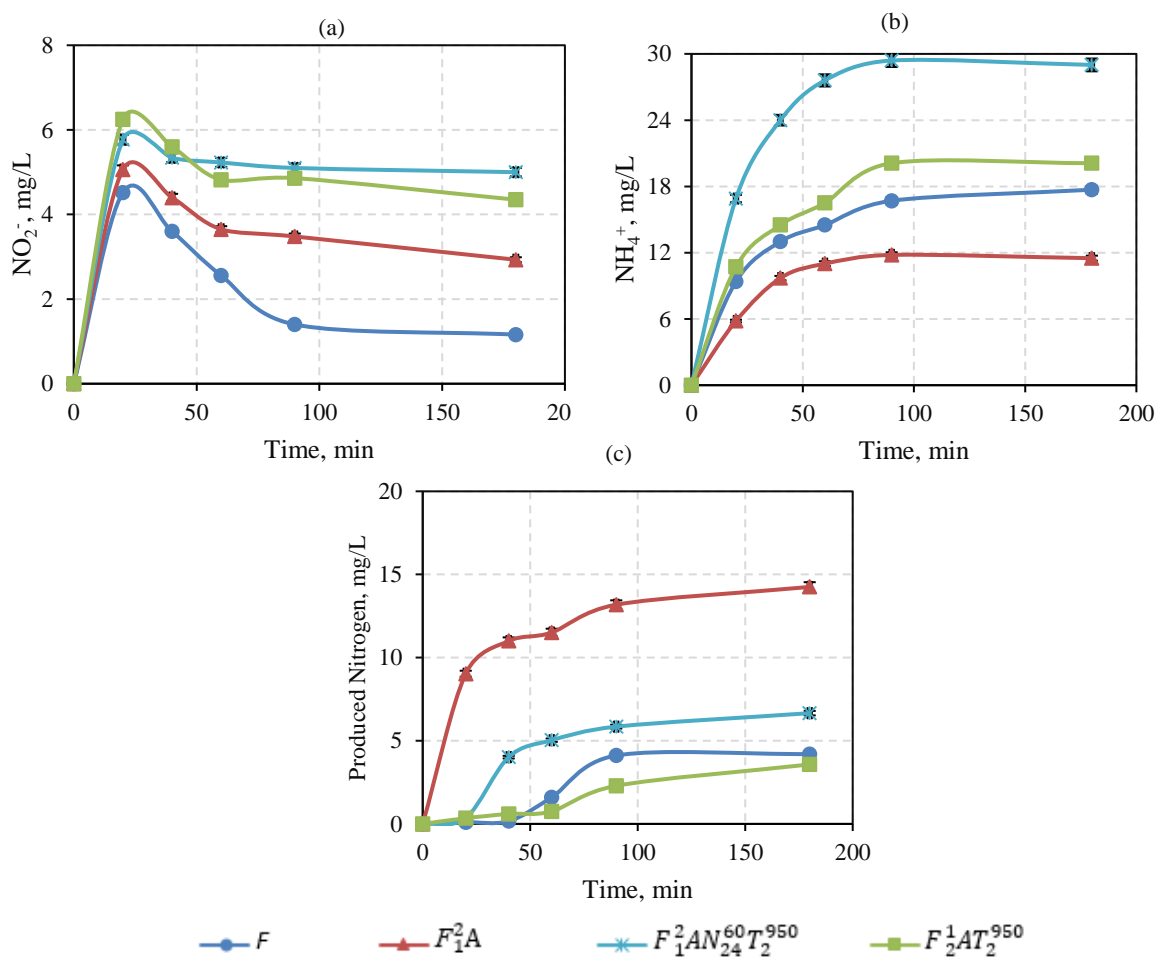 (a)
8
6
4
2
0
0
50
100
150
20
NO₂⁻, mg/L
Time, min
(b)
30
24
18
12
6
0
0
50
100
150
200
NH₄⁺, mg/L
Time, min
(c)
20
15
10
5
0
0
50
100
150
200
Produced Nitrogen, mg/L
Time, min
F
F₁²A
F₁²AN₂₄⁶⁰T₂⁹⁵⁰
F₂¹AT₂⁹⁵⁰